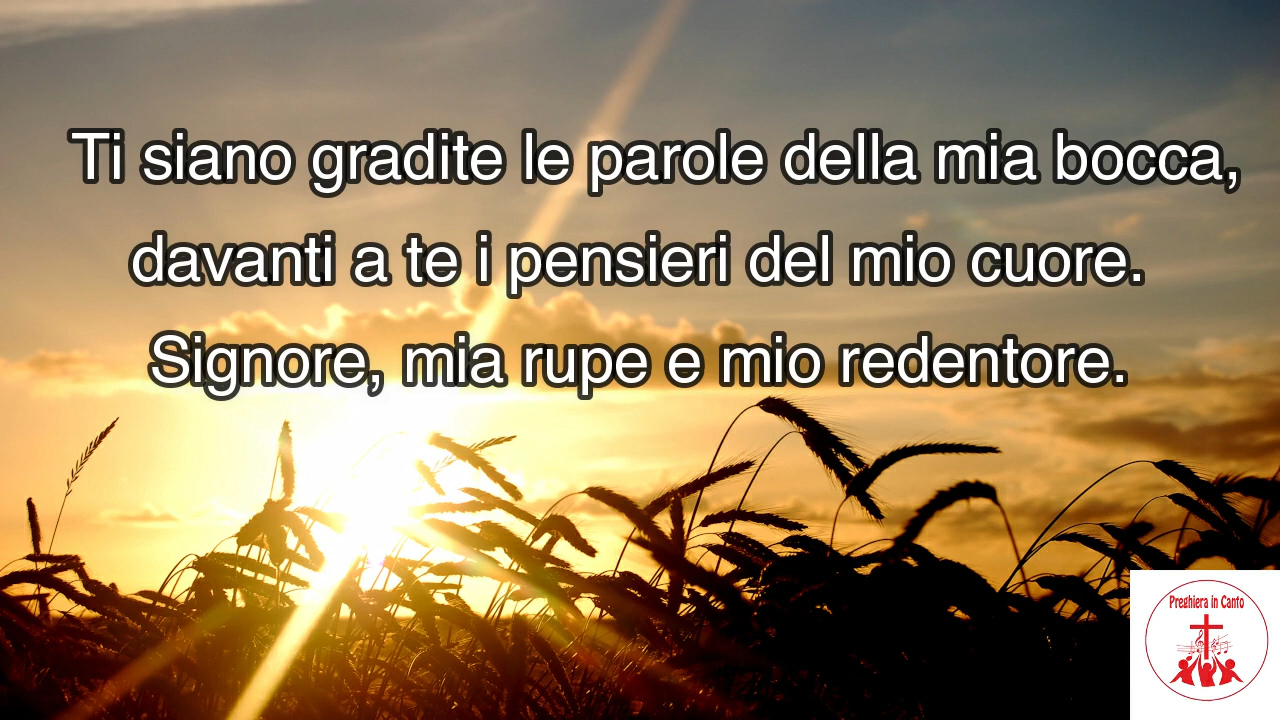 Ti siano gradite le parole della mia bocca,
davanti a te i pensieri del mio cuore.
Signore, mia rupe e mio redentore.
Preghiera in Canto